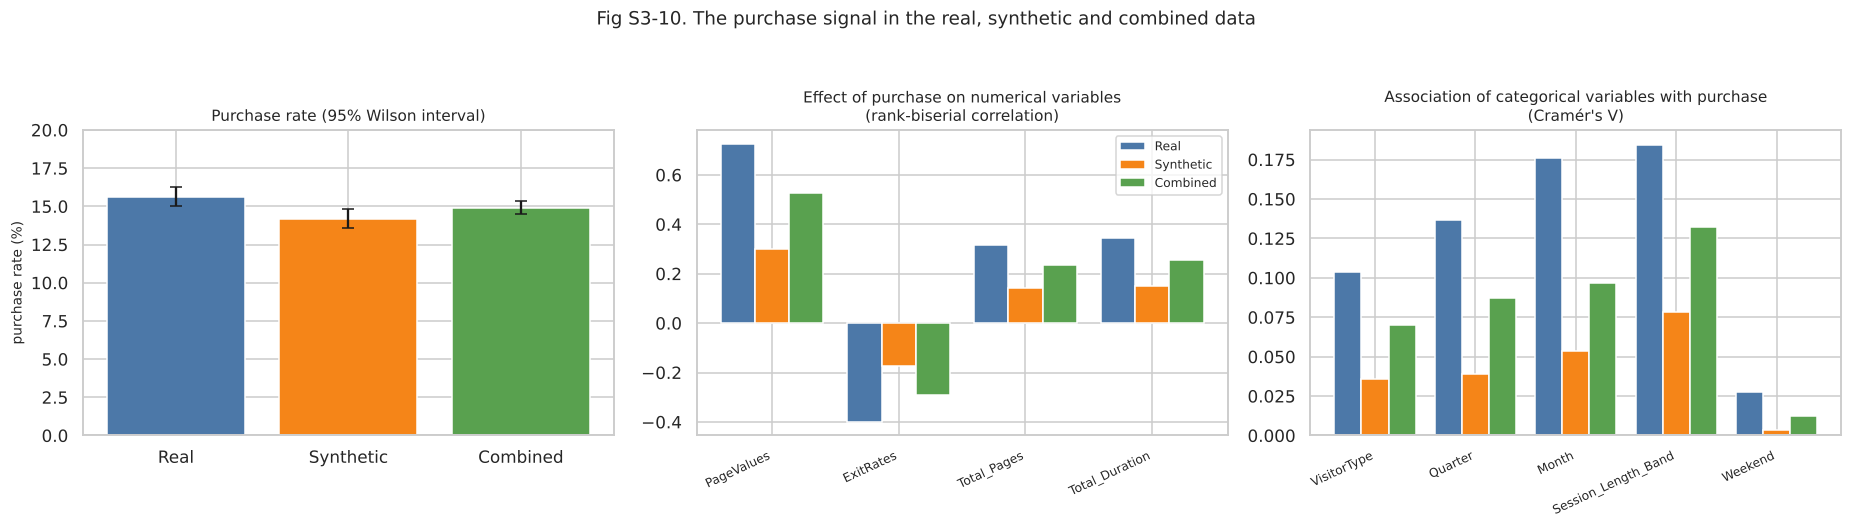 Fig S3-10. The purchase signal in the real, synthetic and combined data
Purchase rate (95% Wilson interval)
purchase rate (%)
20.0
17.5
15.0
12.5
10.0
7.5
5.0
2.5
0.0
Real
Synthetic
Combined
Effect of purchase on numerical variables
(rank-biserial correlation)
Real
Synthetic
Combined
0.6
0.4
0.2
0.0
−0.2
−0.4
PageValues
ExitRates
Total_Pages
Total_Duration
Association of categorical variables with purchase
(Cramér's V)
0.175
0.150
0.125
0.100
0.075
0.050
0.025
0.000
VisitorType
Quarter
Month
Session_Length_Band
Weekend